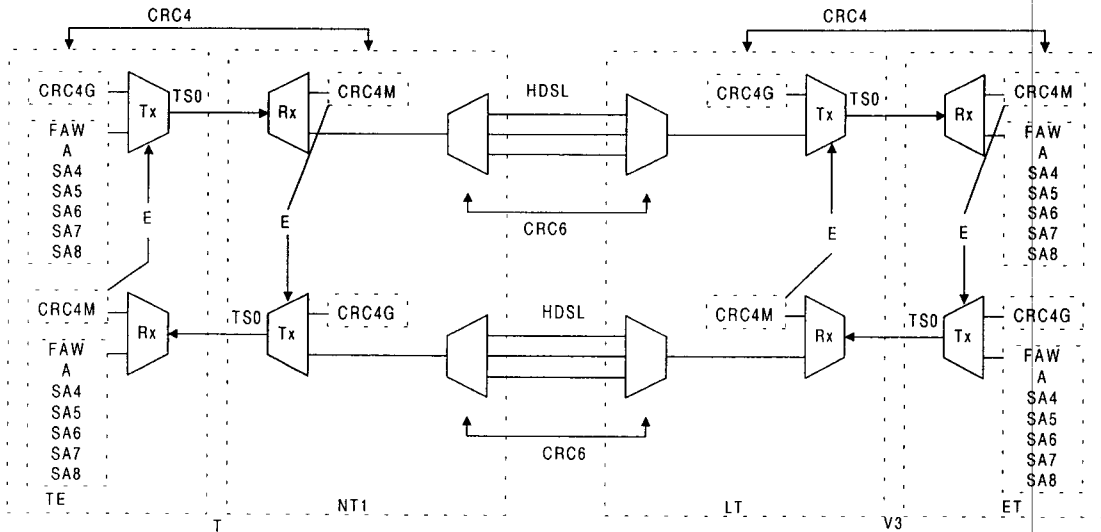 CRC4
CRC4
CRC4G
Tx
TS0
Rx
CRC4M
HDSL
CRC4G
Tx
TS0
Rx
CRC4M
FAW
A
SA4
SA5
SA6
SA7
SA8
E
E
CRC6
E
E
FAW
A
SA4
SA5
SA6
SA7
SA8
CRC4M
Rx
TS0
Tx
CRC4G
HDSL
CRC4M
Rx
TS0
Tx
CRC4G
FAW
A
SA4
SA5
SA6
SA7
SA8
CRC6
FAW
A
SA4
SA5
SA6
SA7
SA8
TE
NT1
LT
ET
T
V3